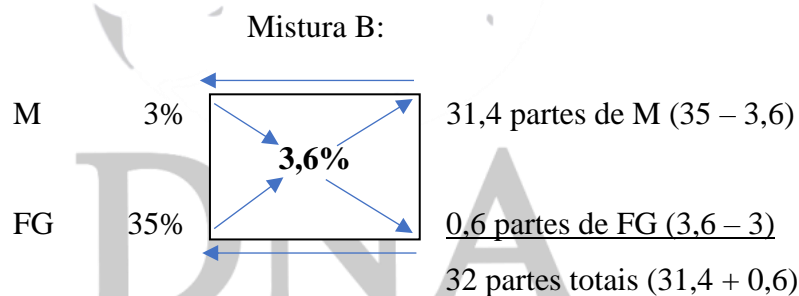 Mistura B:
M 3% 31,4 partes de M (35 – 3,6)
3,6%
FG 35% 0,6 partes de FG (3,6 – 3)
32 partes totais (31,4 + 0,6)
DNA